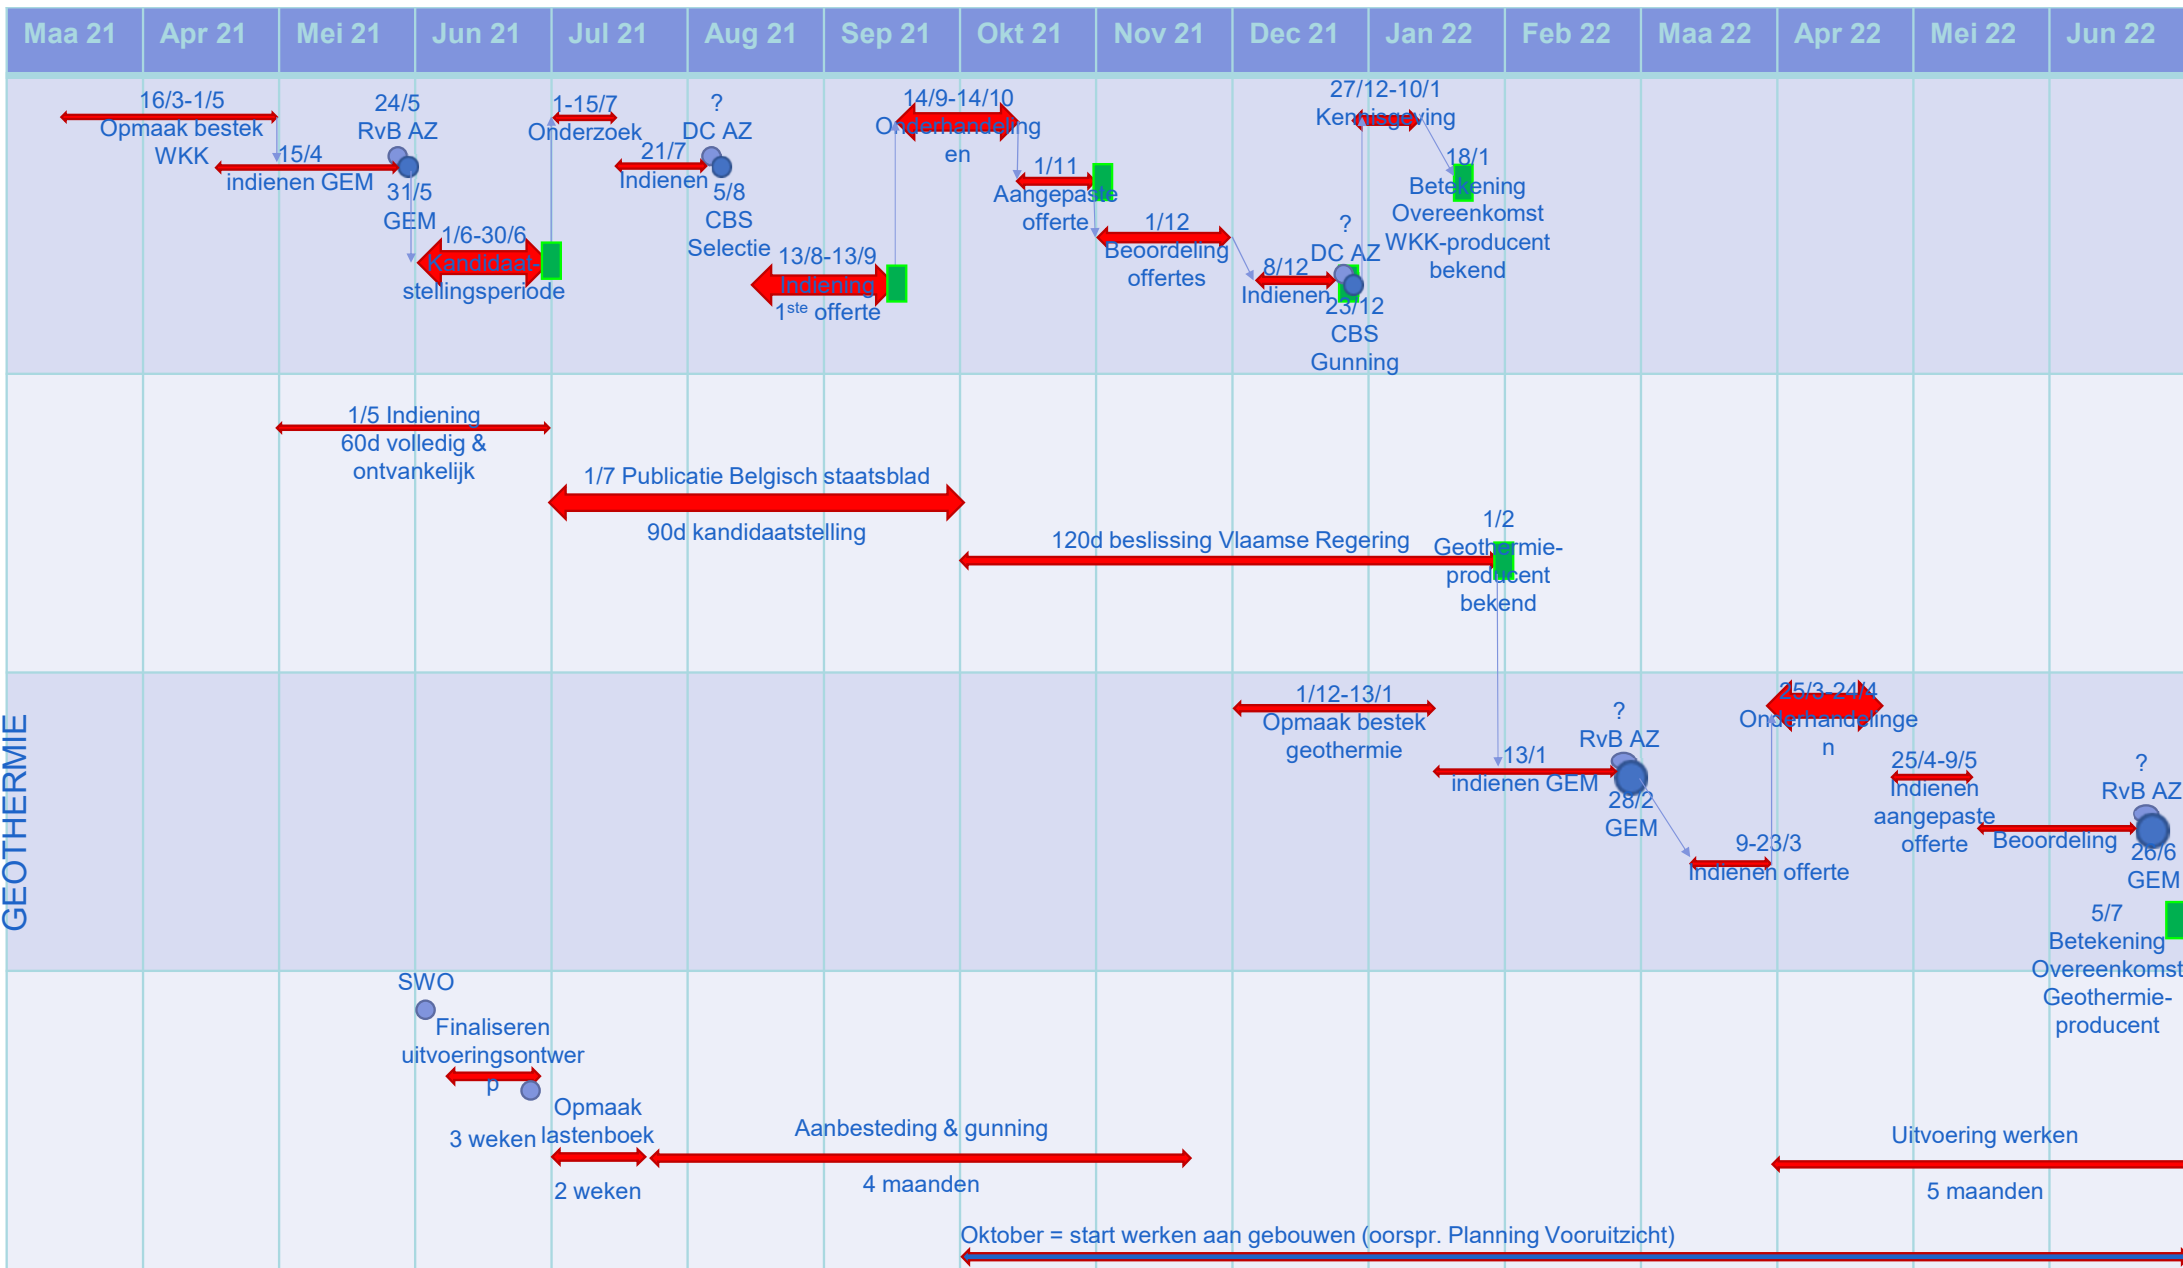 Maa 21
Apr 21
Mei 21
Jun 21
Jul 21
Aug 21
Sep 21
Okt 21
Nov 21
Dec 21
Jan 22
Feb 22
Maa 22
Apr 22
Mei 22
Jun 22
16/3-1/5
Opmaak bestek
WKK
15/4
indienen GEM
24/5
RvB AZ
31/5
GEM
1/6-30/6
Kandidaat-
stellingsperiode
1-15/7
Onderzoek
21/7
Indienen
?
DC AZ
5/8
CBS
Selectie
13/8-13/9
Indiening
1ste offerte
14/9-14/10
Onderhandeling
en
1/11
Aangepaste
offerte
1/12
Beoordeling
offertes
8/12
Indienen
?
DC AZ
23/12
CBS
Gunning
27/12-10/1
Kennisgeving
18/1
Betekening
Overeenkomst
WKK-producent
bekend
1/5 Indiening
60d volledig &
ontvankelijk
1/7 Publicatie Belgisch staatsblad
90d kandidaatstelling
120d beslissing Vlaamse Regering
1/2
Geothermie-
producent
bekend
GEOTHERMIE
1/12-13/1
Opmaak bestek
geothermie
13/1
indienen GEM
?
RvB AZ
28/2
GEM
9-23/3
Indienen offerte
25/3-24/4
Onderhandelinge
n
25/4-9/5
Indienen
aangepaste
offerte
Beoordeling
?
RvB AZ
26/6
GEM
5/7
Betekening
Overeenkomst
Geothermie-
producent
SWO
Finaliseren
uitvoeringsontwer
p
3 weken
Opmaak
lastenboek
2 weken
Aanbesteding & gunning
4 maanden
Uitvoering werken
5 maanden
Oktober = start werken aan gebouwen (oorspr. Planning Vooruitzicht)